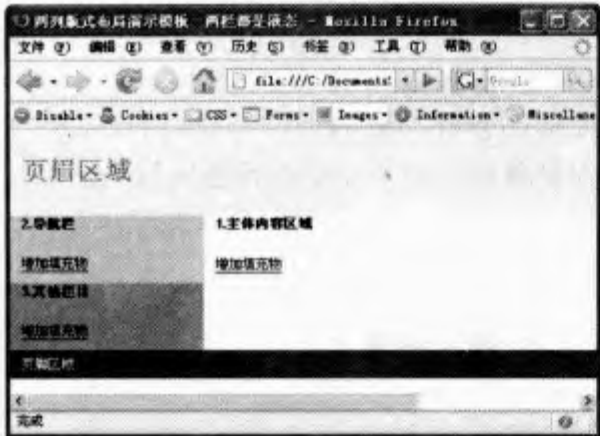 两列版式布局演示模板 两栏都是液态 - Mozilla Firefox
文件(F) 编辑(E) 查看(V) 历史(S) 书签(B) 工具(T) 帮助(H)
file:///C:/Documents! G Google
Disable Cookies CSS Forms Images Information Miscellane
页眉区域
2.导航栏 1.主体内容区域
增加填充物 增加填充物
3.其他栏目
增加填充物
页脚区域
完成